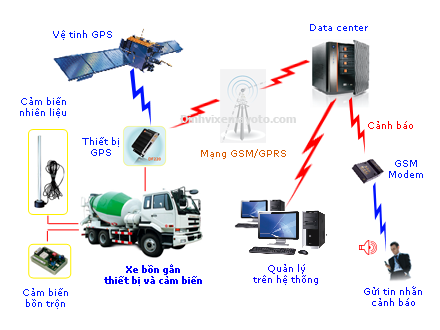 Vệ tinh GPS
Data center
Cảm biến
nhiên liệu
Thiết bị
GPS
Mạng GSM/GPRS
Cảnh báo
GSM
Modem
Xe bồn gắn
thiết bị và cảm biến
Quản lý
trên hệ thống
Gửi tin nhắn
cảnh báo
Cảm biến
bồn trộn